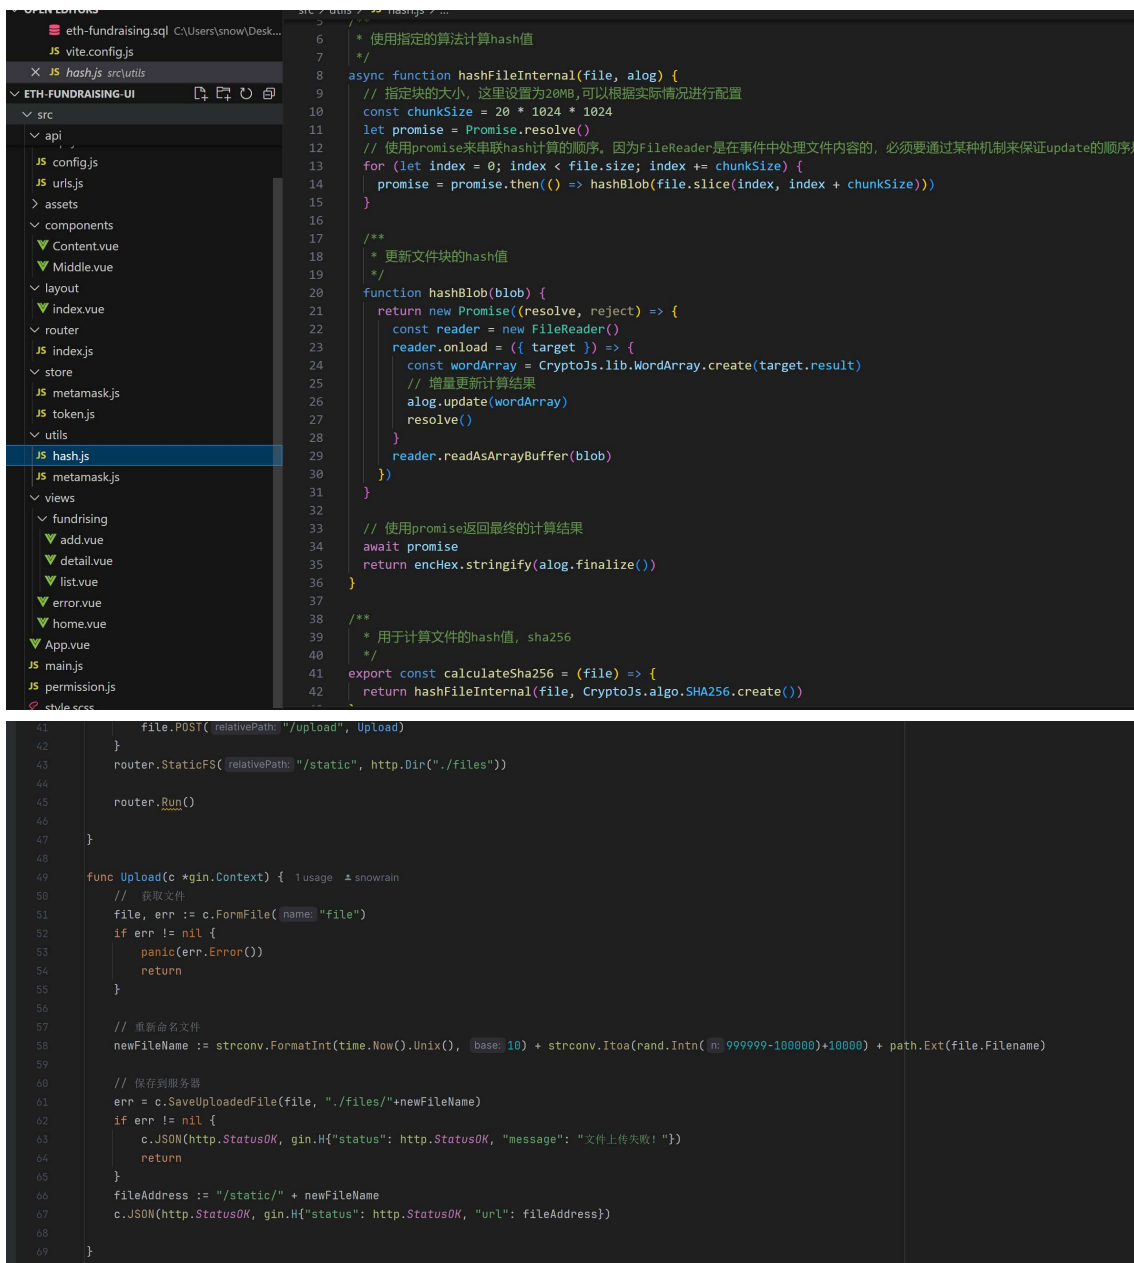 OPEN EDITORS
eth-fundraising.sql C:\Users\snow\Desk...
JS vite.config.js
JS hash.js src\utils
ETH-FUNDRAISING-UI
src
api
JS config.js
JS urls.js
assets
components
Content.vue
Middle.vue
layout
index.vue
router
JS index.js
store
JS metamask.js
JS token.js
utils
JS hash.js
JS metamask.js
views
fundrising
add.vue
detail.vue
list.vue
error.vue
home.vue
App.vue
JS main.js
JS permission.js
style.scss
src > utils > JS hash.js > ...
5 /**
6 * 使用指定的算法计算hash值
7 */
8 async function hashFileInternal(file, alog) {
9 // 指定块的大小，这里设置为20MB,可以根据实际情况进行配置
10 const chunkSize = 20 * 1024 * 1024
11 let promise = Promise.resolve()
12 // 使用promise来串联hash计算的顺序。因为FileReader是在事件中处理文件内容的，必须要通过某种机制来保证update的顺序
13 for (let index = 0; index < file.size; index += chunkSize) {
14 promise = promise.then(() => hashBlob(file.slice(index, index + chunkSize)))
15 }
16
17 /**
18 * 更新文件块的hash值
19 */
20 function hashBlob(blob) {
21 return new Promise((resolve, reject) => {
22 const reader = new FileReader()
23 reader.onload = ({ target }) => {
24 const wordArray = CryptoJs.lib.WordArray.create(target.result)
25 // 增量更新计算结果
26 alog.update(wordArray)
27 resolve()
28 }
29 reader.readAsArrayBuffer(blob)
30 })
31 }
32
33 // 使用promise返回最终的计算结果
34 await promise
35 return encHex.stringify(alog.finalize())
36 }
37
38 /**
39 * 用于计算文件的hash值，sha256
40 */
41 export const calculateSha256 = (file) => {
42 return hashFileInternal(file, CryptoJs.algo.SHA256.create())
41 file.POST( relativePath: "/upload", Upload)
42 }
43 router.StaticFS( relativePath: "/static", http.Dir("./files"))
44
45 router.Run()
46
47 }
48
49 func Upload(c *gin.Context) { 1 usage snowrain
50 // 获取文件
51 file, err := c.FormFile( name: "file")
52 if err != nil {
53 panic(err.Error())
54 return
55 }
56
57 // 重新命名文件
58 newFileName := strconv.FormatInt(time.Now().Unix(), base: 10) + strconv.Itoa(rand.Intn( n: 999999-100000)+10000) + path.Ext(file.Filename)
59
60 // 保存到服务器
61 err = c.SaveUploadedFile(file, "./files/"+newFileName)
62 if err != nil {
63 c.JSON(http.StatusOK, gin.H{"status": http.StatusOK, "message": "文件上传失败！"})
64 return
65 }
66 fileAddress := "/static/" + newFileName
67 c.JSON(http.StatusOK, gin.H{"status": http.StatusOK, "url": fileAddress})
68
69 }